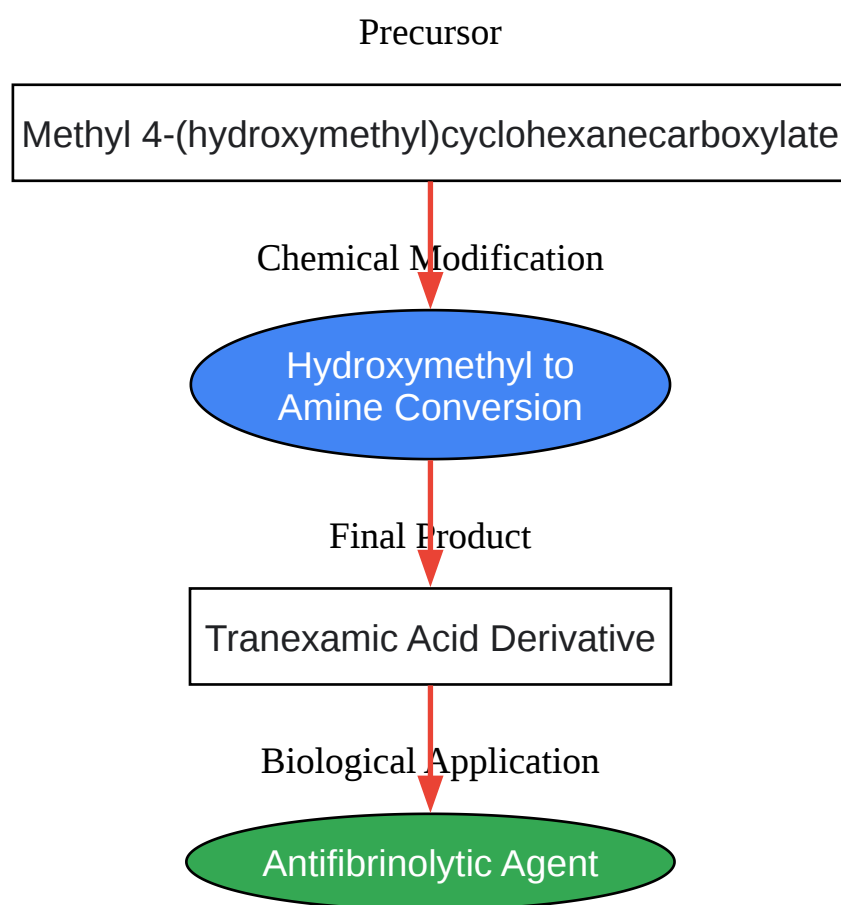 Precursor
Methyl 4-(hydroxymethyl)cyclohexanecarboxylate
Chemical Modification
Hydroxymethyl to
Amine Conversion
Final Product
Tranexamic Acid Derivative
Biological Application
Antifibrinolytic Agent